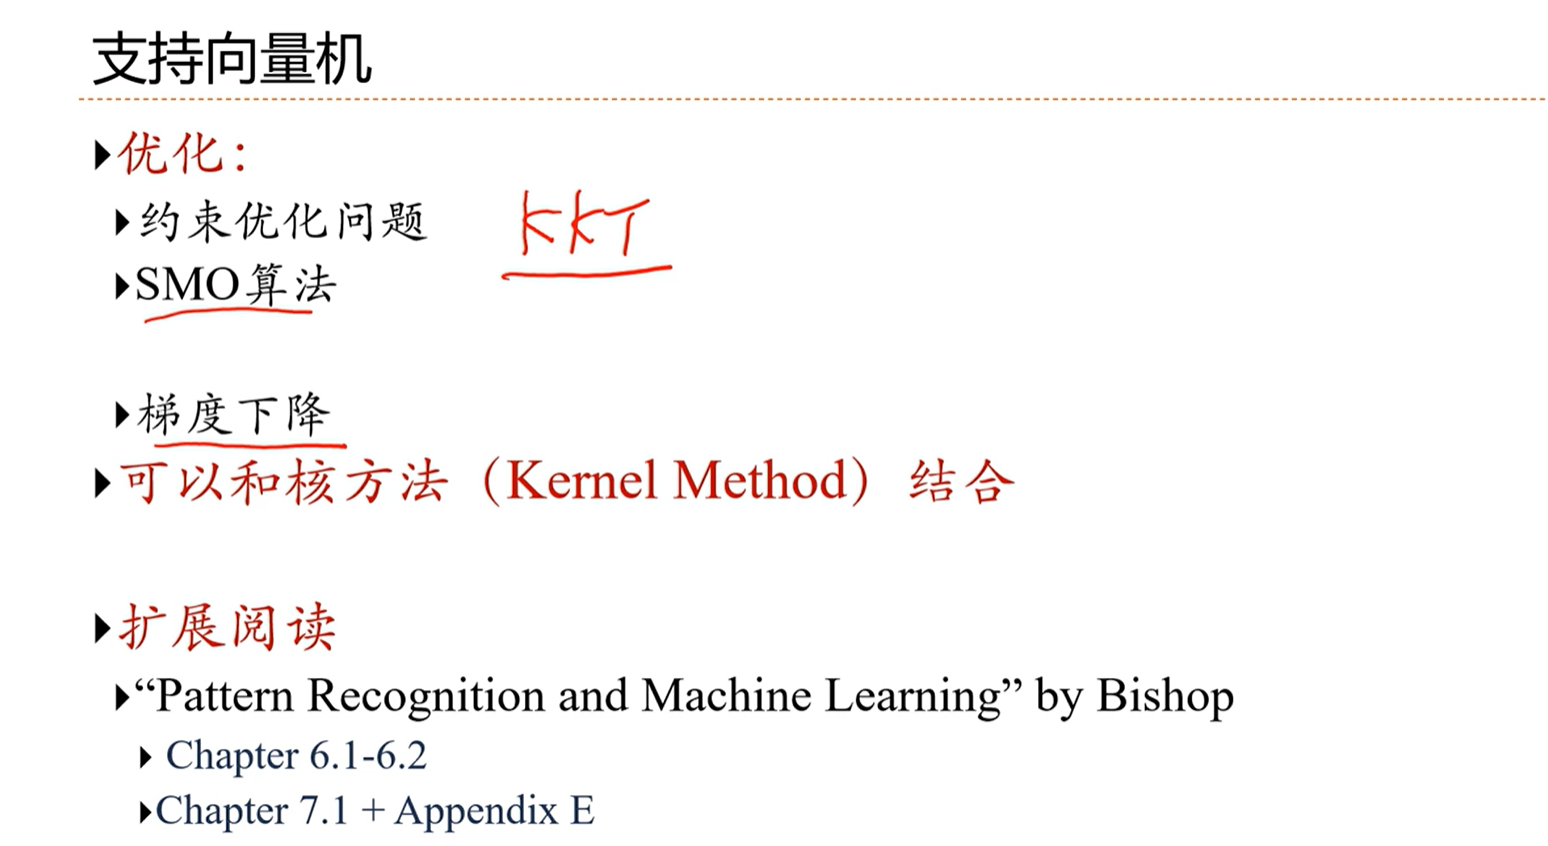 支持向量机
优化：
约束优化问题
KKT
SMO算法
梯度下降
可以和核方法（Kernel Method）结合
扩展阅读
“Pattern Recognition and Machine Learning” by Bishop
Chapter 6.1-6.2
Chapter 7.1 + Appendix E